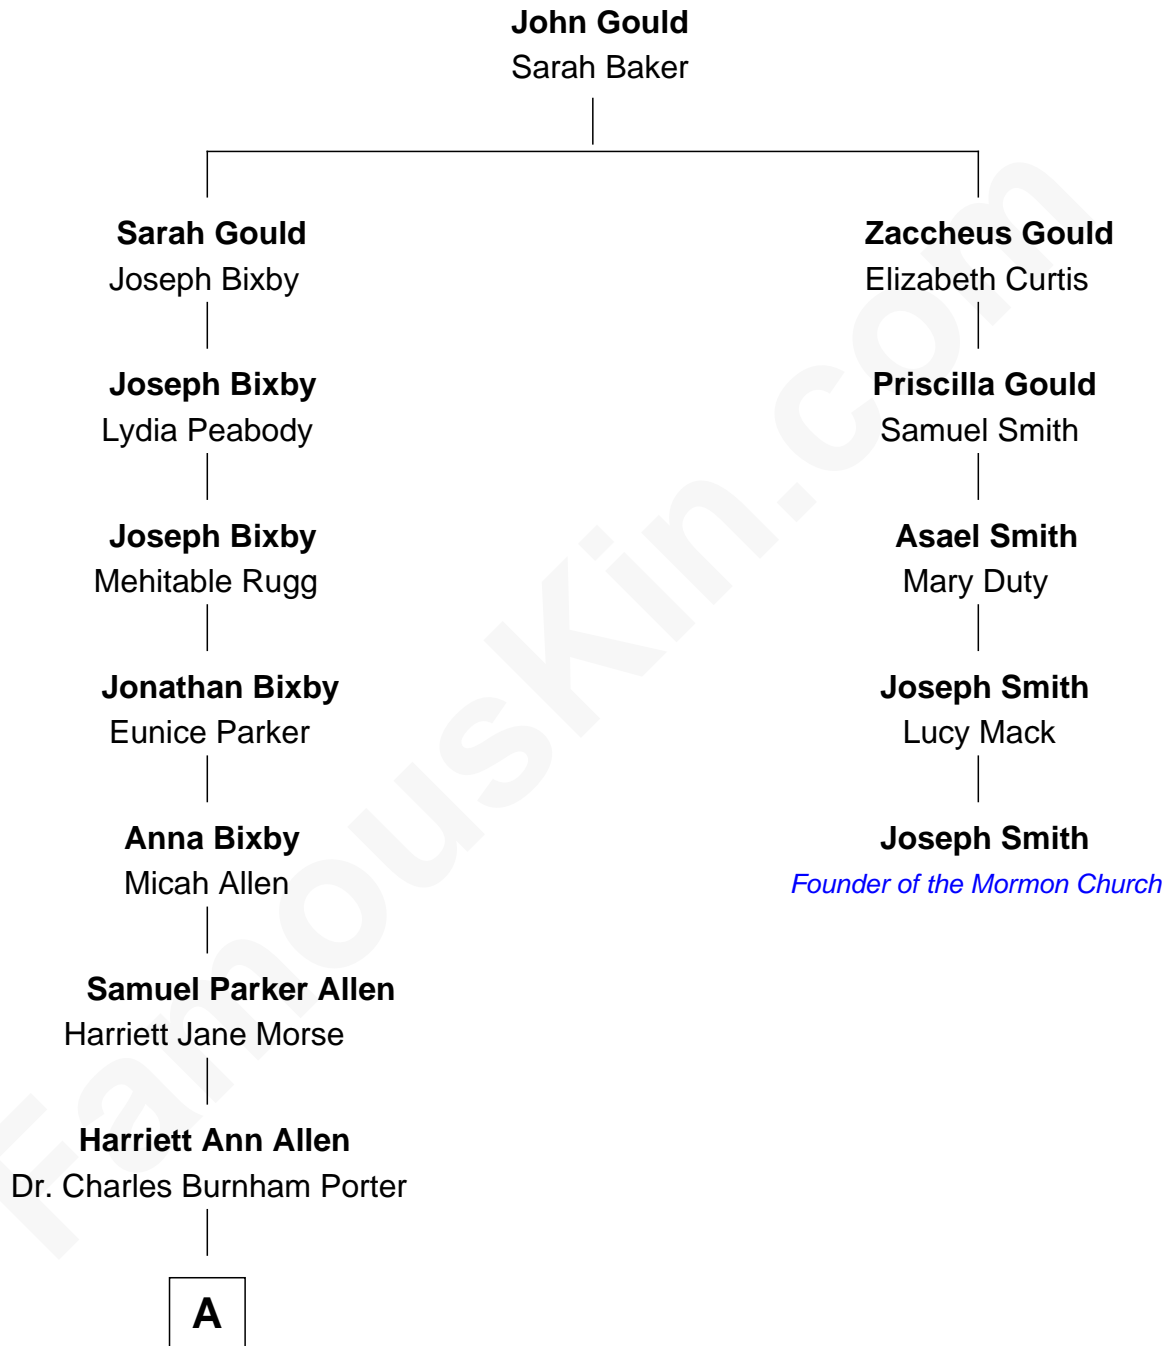 John Gould
Sarah Baker
Sarah Gould
Joseph Bixby
Joseph Bixby
Lydia Peabody
Joseph Bixby
Mehitable Rugg
Jonathan Bixby
Eunice Parker
Anna Bixby
Micah Allen
Samuel Parker Allen
Harriett Jane Morse
Harriett Ann Allen
Dr. Charles Burnham Porter
A
Zaccheus Gould
Elizabeth Curtis
Priscilla Gould
Samuel Smith
Asael Smith
Mary Duty
Joseph Smith
Lucy Mack
Joseph Smith
Founder of the Mormon Church
FamousKin.com